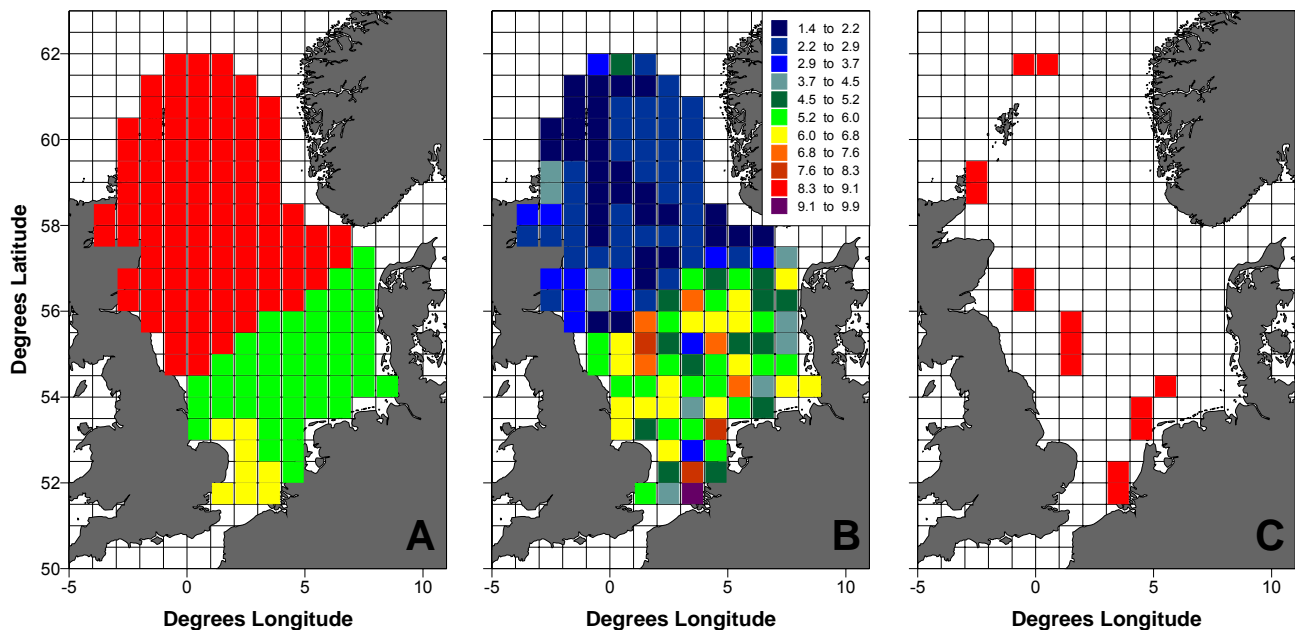 Degrees Latitude
62
60
58
56
54
52
50
-5 0 5 10
Degrees Longitude
A
1.4 to 2.2
2.2 to 2.9
2.9 to 3.7
3.7 to 4.5
4.5 to 5.2
5.2 to 6.0
6.0 to 6.8
6.8 to 7.6
7.6 to 8.3
8.3 to 9.1
9.1 to 9.9
-5 0 5 10
Degrees Longitude
B
-5 0 5 10
Degrees Longitude
C